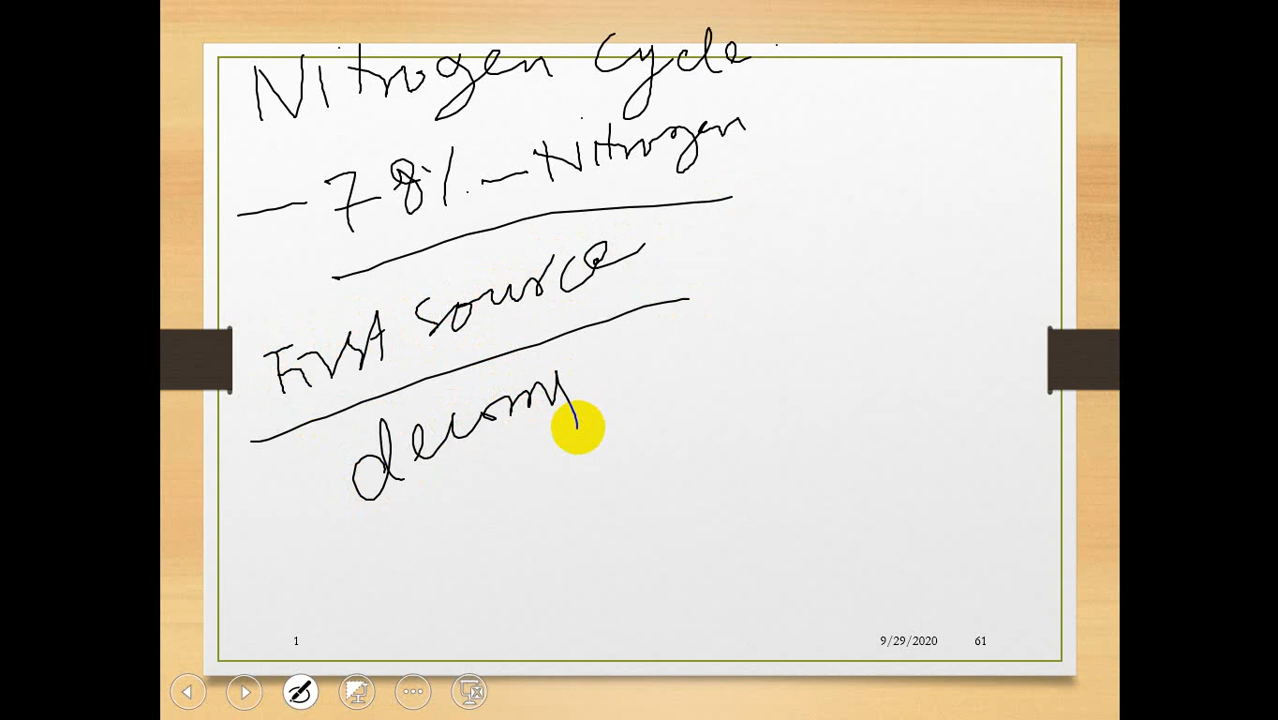 Nitrogen Cycle
— 78% — Nitrogen
First source
decom
1 9/29/2020 61